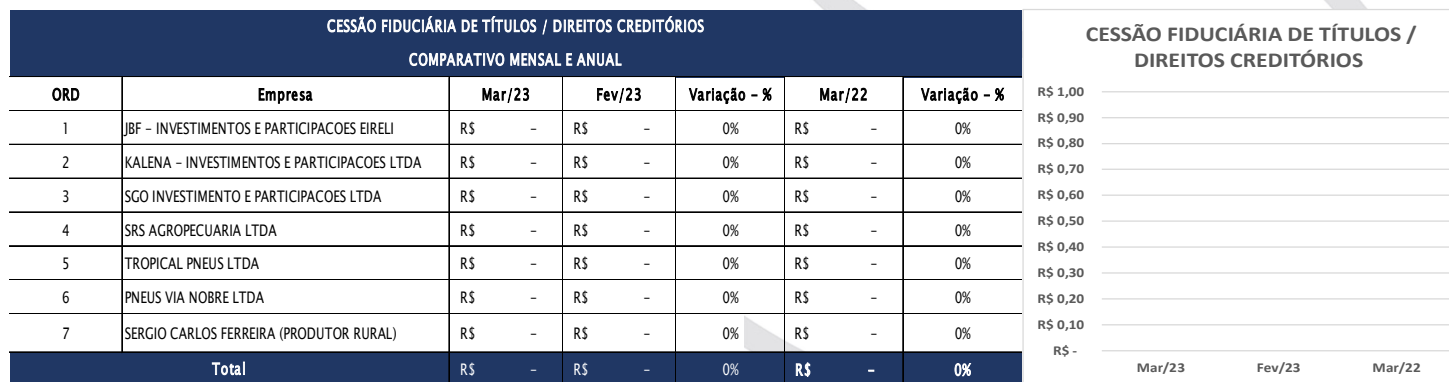 CESSÃO FIDUCIÁRIA DE TÍTULOS / DIREITOS CREDITÓRIOS
COMPARATIVO MENSAL E ANUAL
ORD Empresa Mar/23 Fev/23 Variação – % Mar/22 Variação – %
1 JBF – INVESTIMENTOS E PARTICIPACOES EIRELI R$ – R$ – 0% R$ – 0%
2 KALENA – INVESTIMENTOS E PARTICIPACOES LTDA R$ – R$ – 0% R$ – 0%
3 SGO INVESTIMENTO E PARTICIPACOES LTDA R$ – R$ – 0% R$ – 0%
4 SRS AGROPECUARIA LTDA R$ – R$ – 0% R$ – 0%
5 TROPICAL PNEUS LTDA R$ – R$ – 0% R$ – 0%
6 PNEUS VIA NOBRE LTDA R$ – R$ – 0% R$ – 0%
7 SERGIO CARLOS FERREIRA (PRODUTOR RURAL) R$ – R$ – 0% R$ – 0%
Total R$ – R$ – 0% R$ – 0%
CESSÃO FIDUCIÁRIA DE TÍTULOS /
DIREITOS CREDITÓRIOS
R$ 1,00
R$ 0,90
R$ 0,80
R$ 0,70
R$ 0,60
R$ 0,50
R$ 0,40
R$ 0,30
R$ 0,20
R$ 0,10
R$ -
Mar/23 Fev/23 Mar/22